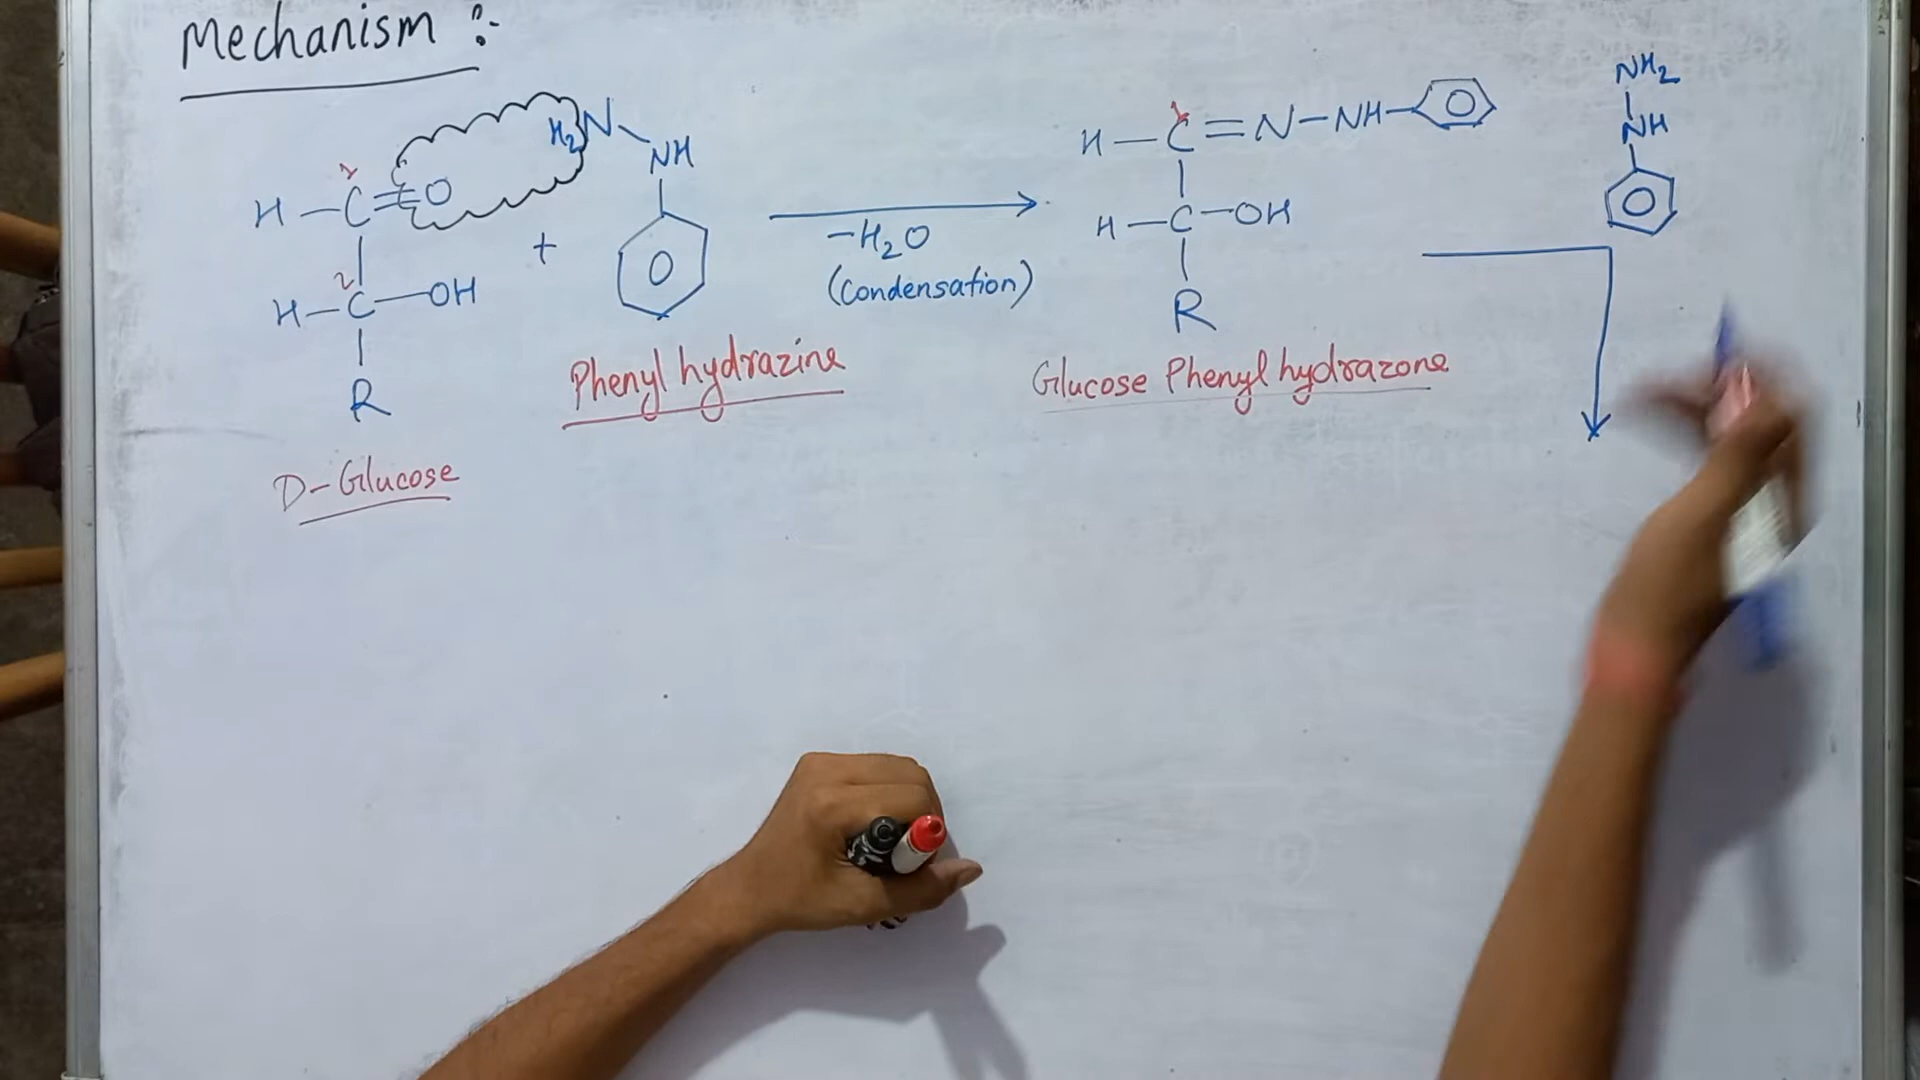 Mechanism :-
H-C=O
H-C-OH
R
D-Glucose
+
H2N
NH
Phenyl hydrazine
-H2O
(Condensation)
H-C=N-NH-
H-C-OH
R
Glucose Phenyl hydrazone
NH2
NH